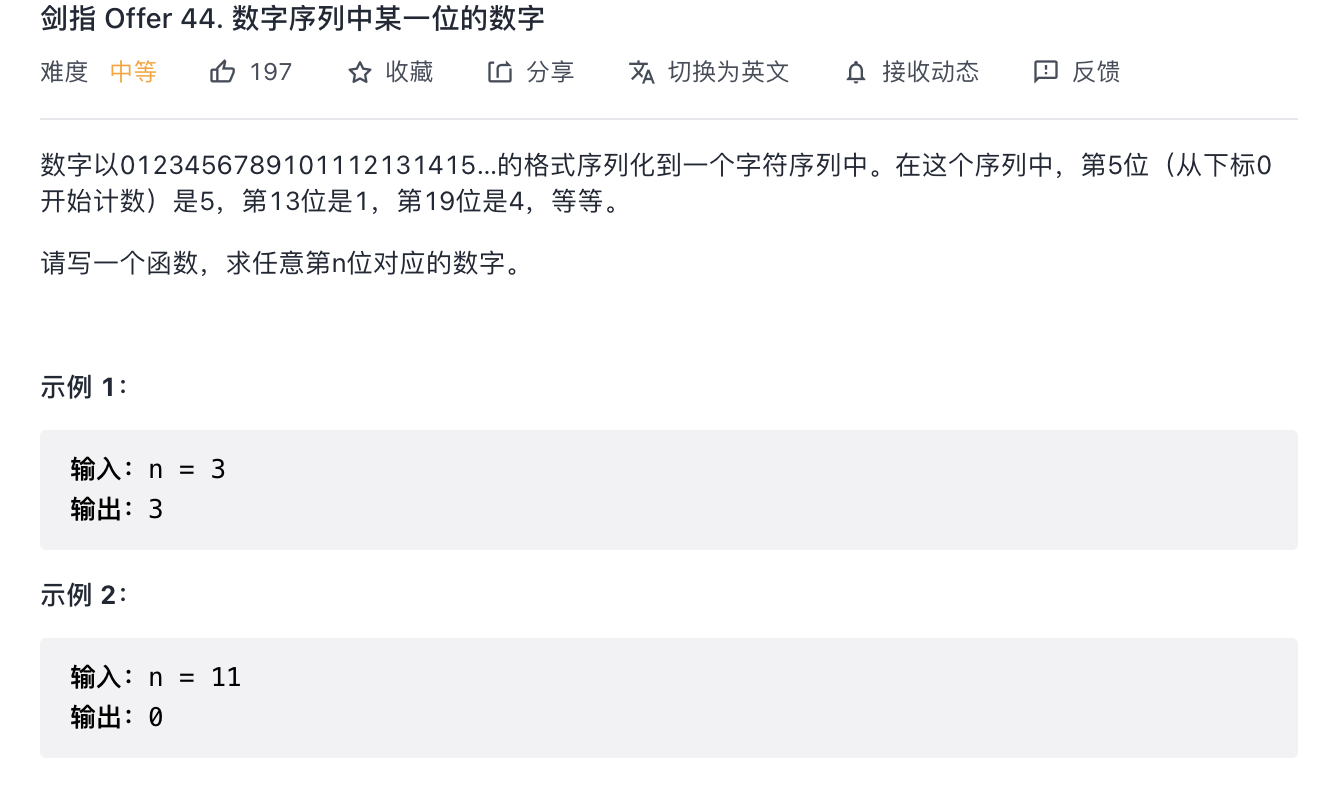 剑指 Offer 44. 数字序列中某一位的数字
难度 中等 197 收藏 分享 切换为英文 接收动态 反馈
数字以0123456789101112131415…的格式序列化到一个字符序列中。在这个序列中，第5位（从下标0
开始计数）是5，第13位是1，第19位是4，等等。
请写一个函数，求任意第n位对应的数字。
示例 1：
输入：n = 3
输出：3
示例 2：
输入：n = 11
输出：0